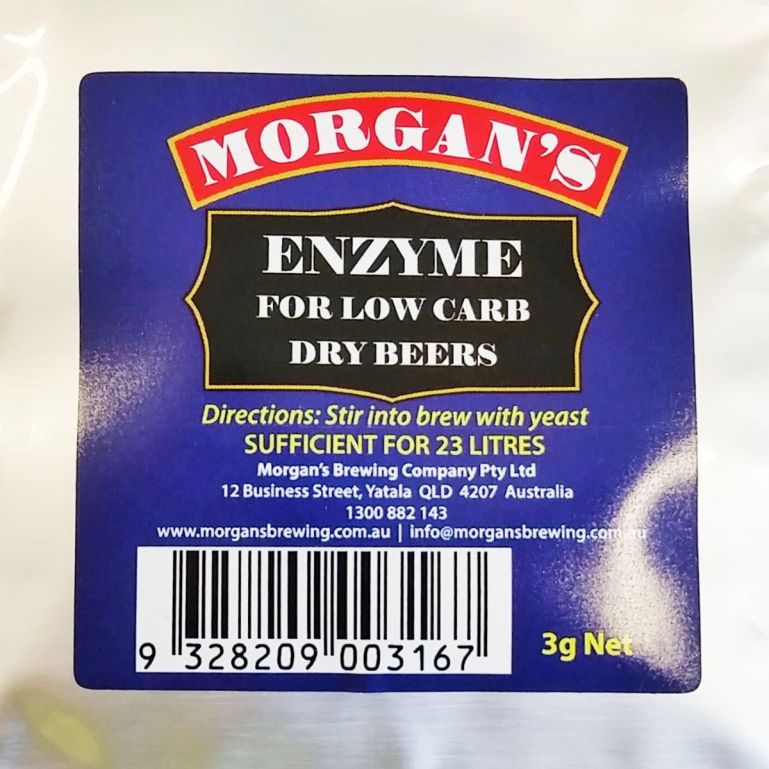 MORGAN'S
ENZYME
FOR LOW CARB
DRY BEERS
Directions: Stir into brew with yeast
SUFFICIENT FOR 23 LITRES
Morgan's Brewing Company Pty Ltd
12 Business Street, Yatala QLD 4207 Australia
1300 882 143
www.morgansbrewing.com.au | info@morgansbrewing.com.au
9 328209 003167
3g Net